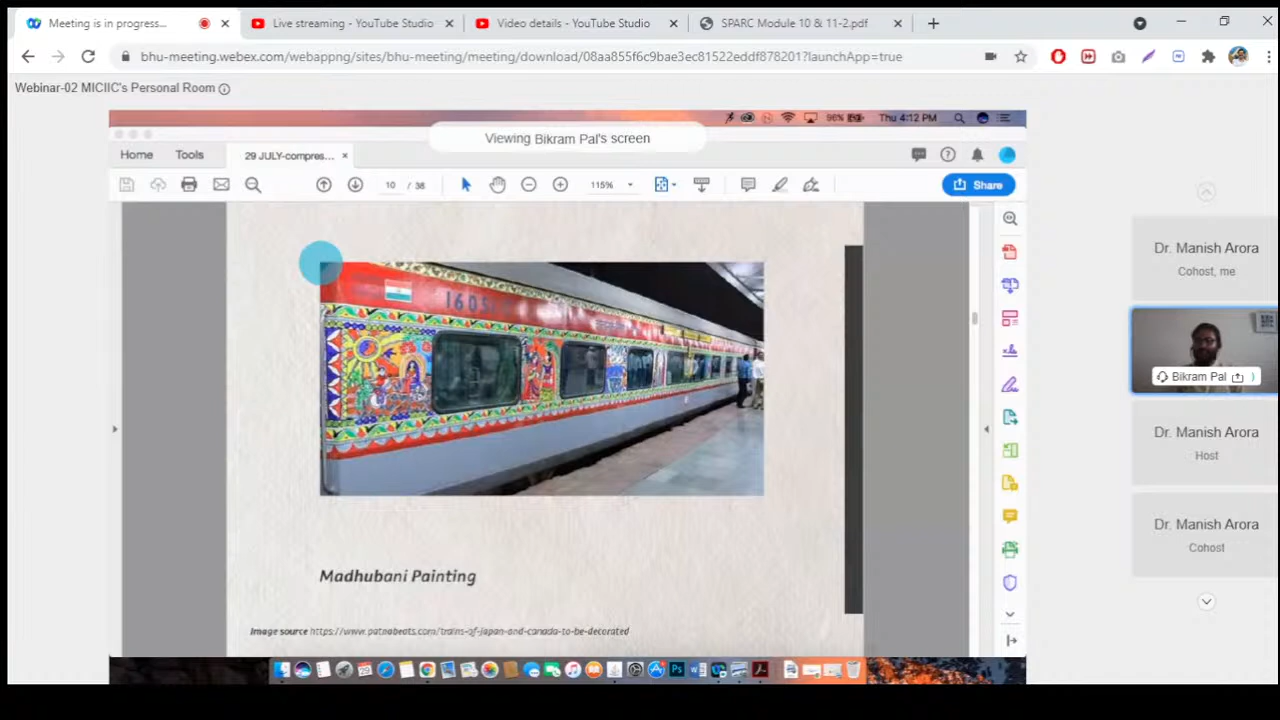 Meeting is in progress...
Live streaming - YouTube Studio
Video details - YouTube Studio
SPARC Module 10 & 11-2.pdf
bhu-meeting.webex.com/webappng/sites/bhu-meeting/meeting/download/08aa855f6c9bae3ec81522eddf878201?launchApp=true
Webinar-02 MICIIC's Personal Room
96% Thu 4:12 PM
Viewing Bikram Pal's screen
Home Tools 29 JULY-compres...
10 / 38 115% Share
Madhubani Painting
Image source https://www.patnabeats.com/trains-of-japan-and-canada-to-be-decorated
Dr. Manish Arora
Cohost, me
Bikram Pal
Dr. Manish Arora
Host
Dr. Manish Arora
Cohost